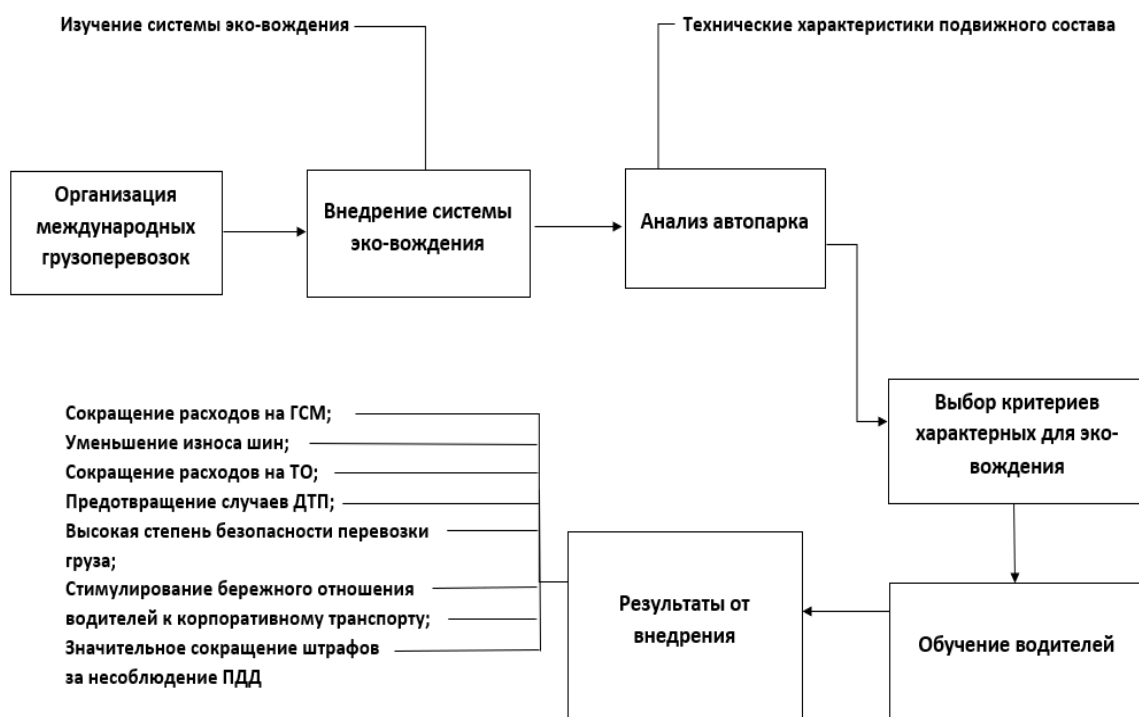 Изучение системы эко-вождения
Технические характеристики подвижного состава
Организация
международных
грузоперевозок
Внедрение системы
эко-вождения
Анализ автопарка
Выбор критериев
характерных для эко-
вождения
Обучение водителей
Результаты от
внедрения
Сокращение расходов на ГСМ;
Уменьшение износа шин;
Сокращение расходов на ТО;
Предотвращение случаев ДТП;
Высокая степень безопасности перевозки
груза;
Стимулирование бережного отношения
водителей к корпоративному транспорту;
Значительное сокращение штрафов
за несоблюдение ПДД